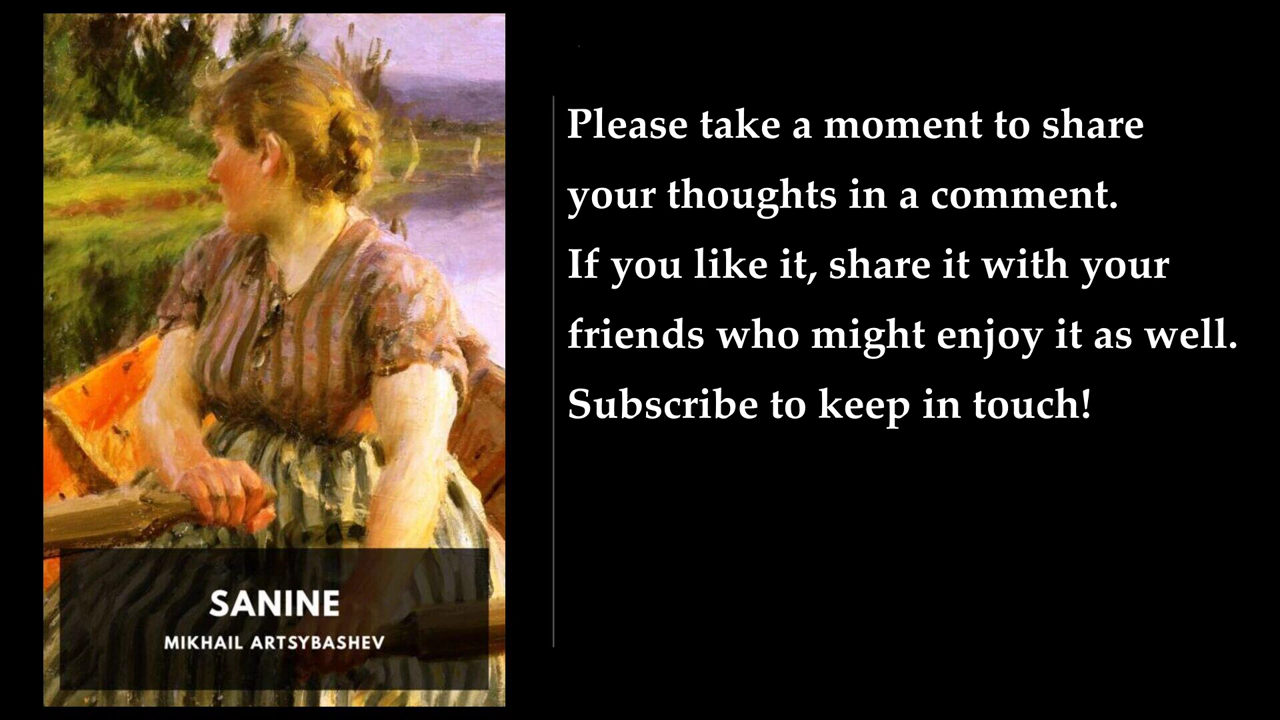 SANINE
MIKHAIL ARTSYBASHEV
Please take a moment to share
your thoughts in a comment.
If you like it, share it with your
friends who might enjoy it as well.
Subscribe to keep in touch!